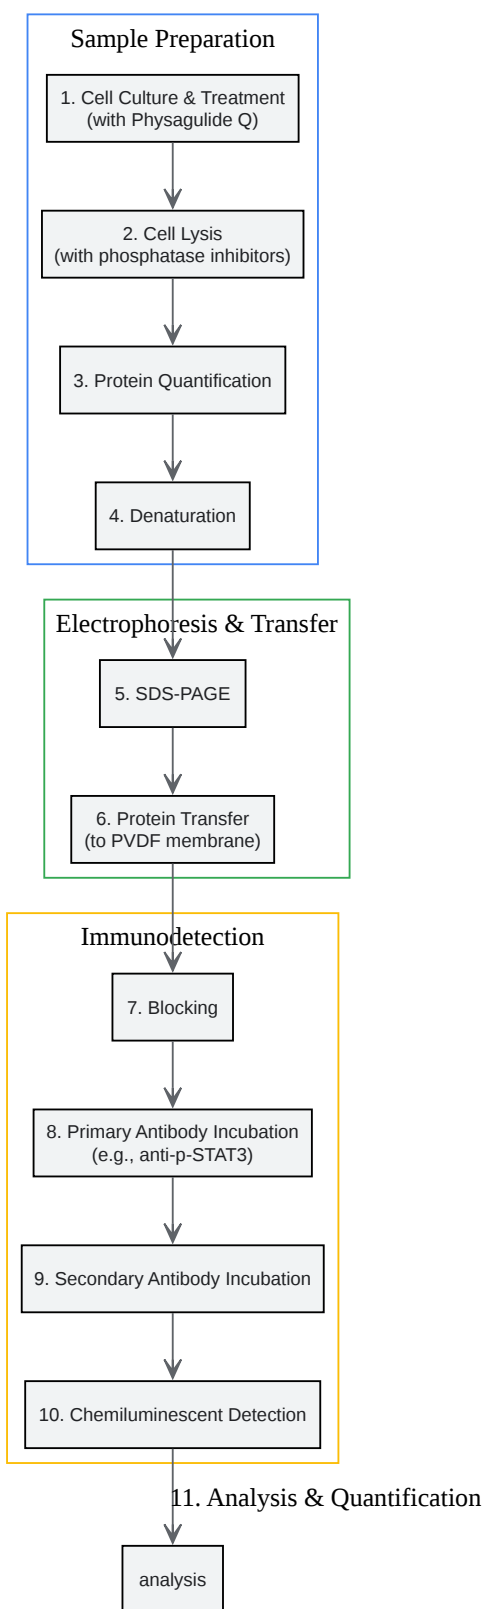 Sample Preparation
1. Cell Culture & Treatment
(with Physagulide Q)
2. Cell Lysis
(with phosphatase inhibitors)
3. Protein Quantification
4. Denaturation
Electrophoresis & Transfer
5. SDS-PAGE
6. Protein Transfer
(to PVDF membrane)
Immunodetection
7. Blocking
8. Primary Antibody Incubation
(e.g., anti-p-STAT3)
9. Secondary Antibody Incubation
10. Chemiluminescent Detection
11. Analysis & Quantification
analysis